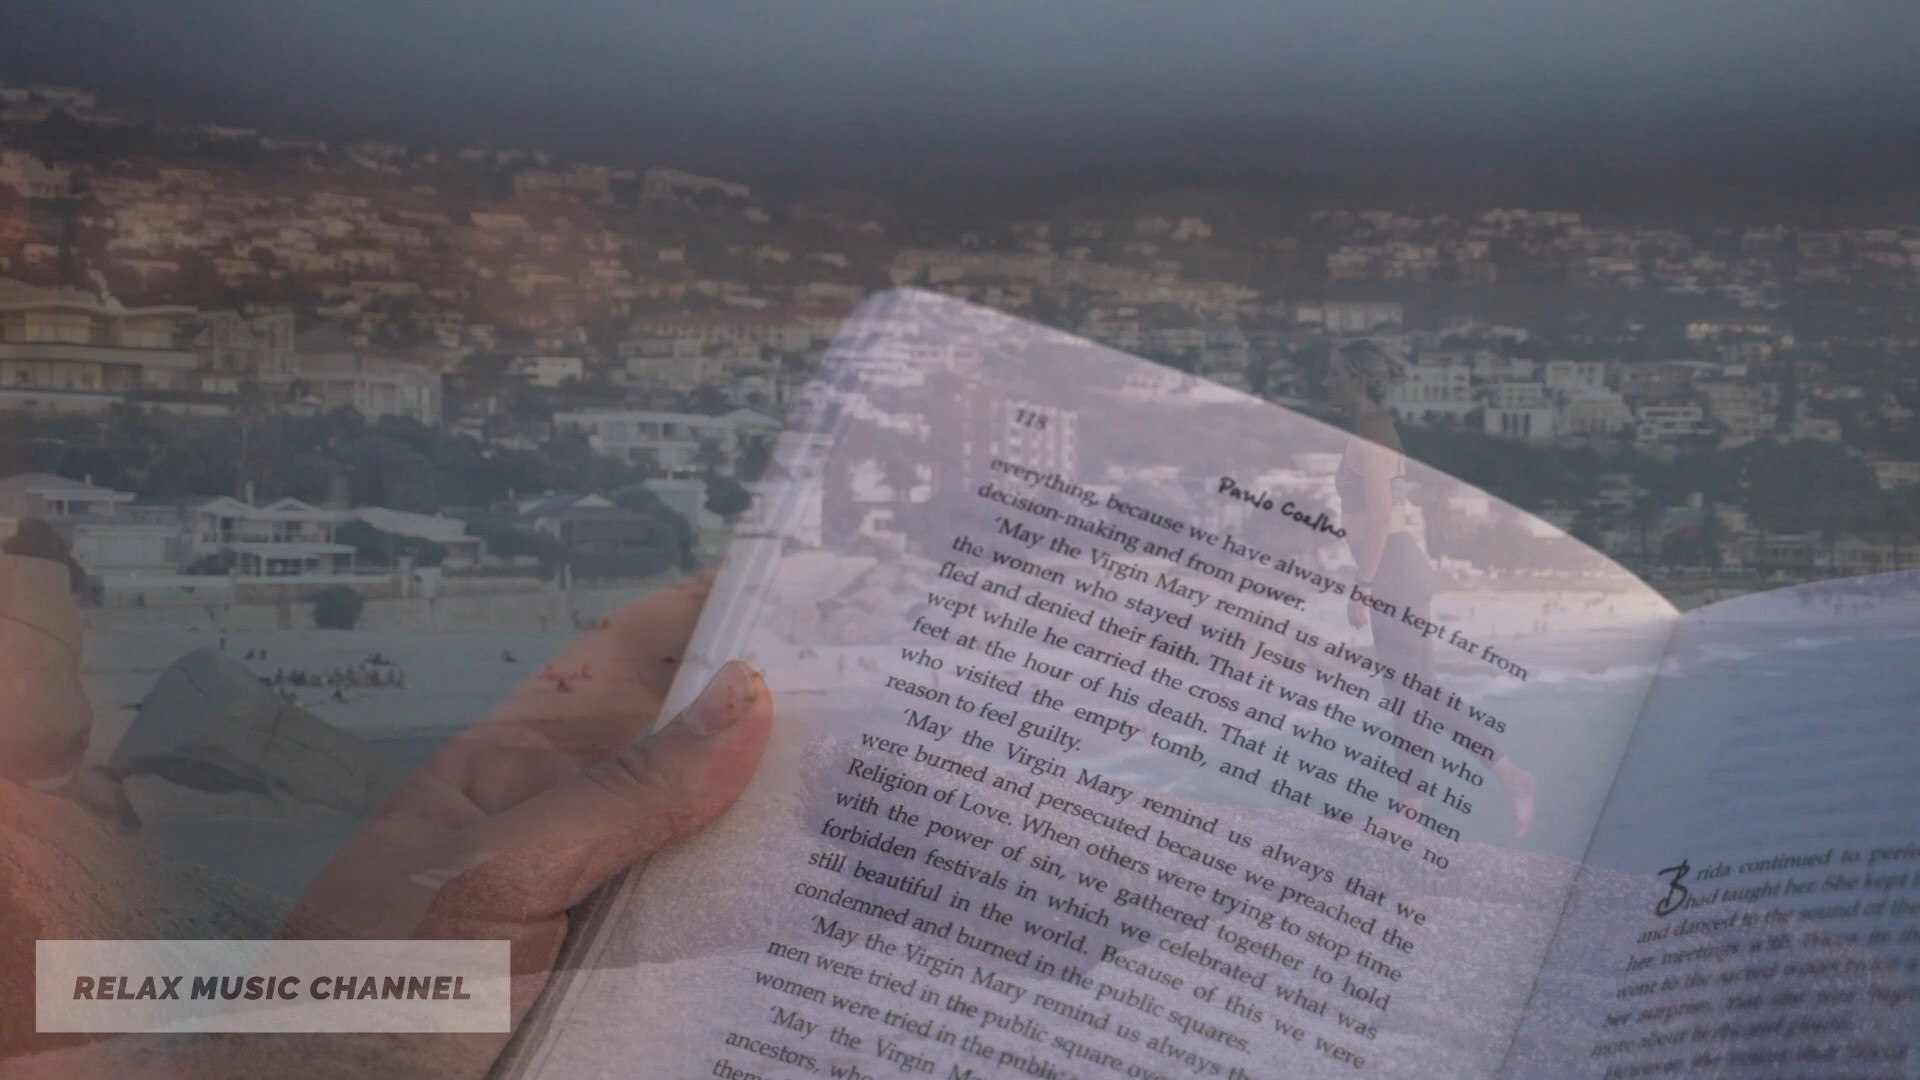 118
Paulo Coelho
everything, because we have always been kept far from
decision-making and from power.
'May the Virgin Mary remind us always that it was
the women who stayed with Jesus when all the men
fled and denied their faith. That it was the women who
wept while he carried the cross and who waited at his
feet at the hour of his death. That it was the women
who visited the empty tomb, and that we have no
reason to feel guilty.
'May the Virgin Mary remind us always that we
were burned and persecuted because we preached the
Religion of Love. When others were trying to stop time
with the power of sin, we gathered together to hold
forbidden festivals in which we celebrated what was
still beautiful in the world. Because of this we were
condemned and burned in the public squares.
'May the Virgin Mary remind us always th
men were tried in the public square ove
women were tried in the public
'May the Virgin Ma
ancestors, who
them
Brida continued to perfe
had taught her. She kept
and danced to the sound of the
her meetings with
RELAX MUSIC CHANNEL